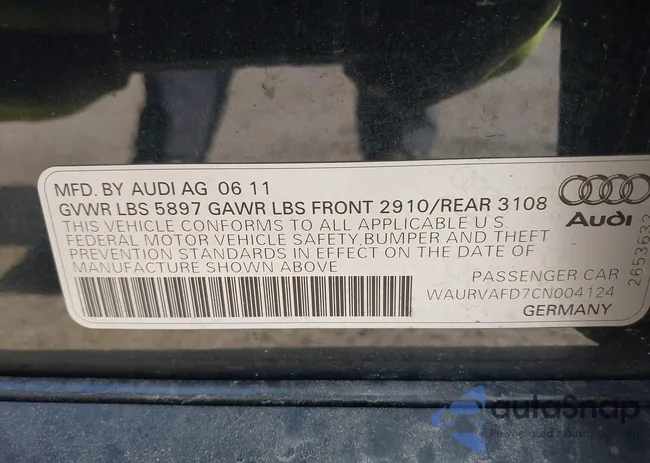 MFD. BY AUDI AG 06 11
GVWR LBS 5897 GAWR LBS FRONT 2910/REAR 3108
THIS VEHICLE CONFORMS TO ALL APPLICABLE U.S.
FEDERAL MOTOR VEHICLE SAFETY, BUMPER AND THEFT
PREVENTION STANDARDS IN EFFECT ON THE DATE OF
MANUFACTURE SHOWN ABOVE
Audi
2653632
PASSENGER CAR
WAURVAFD7CN004124
GERMANY
autoSnap